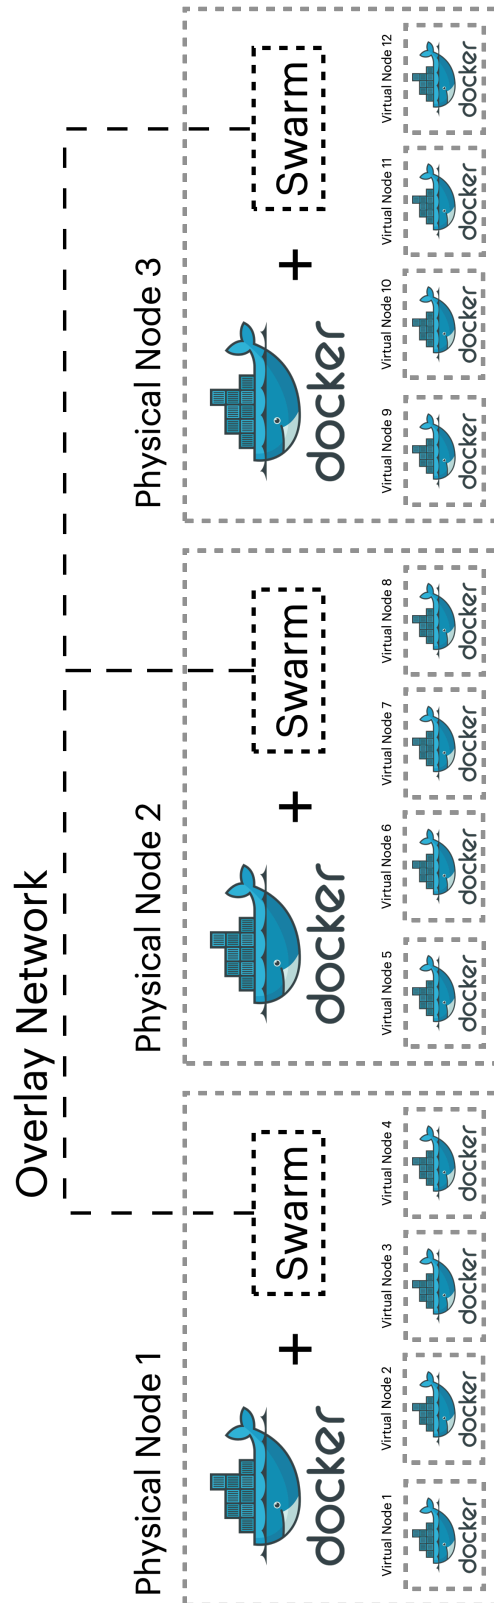 Overlay Network
Physical Node 1
Physical Node 2
Physical Node 3
docker + Swarm
docker + Swarm
docker + Swarm
Virtual Node 1
Virtual Node 2
Virtual Node 3
Virtual Node 4
Virtual Node 5
Virtual Node 6
Virtual Node 7
Virtual Node 8
Virtual Node 9
Virtual Node 10
Virtual Node 11
Virtual Node 12
docker
docker
docker
docker
docker
docker
docker
docker
docker
docker
docker
docker